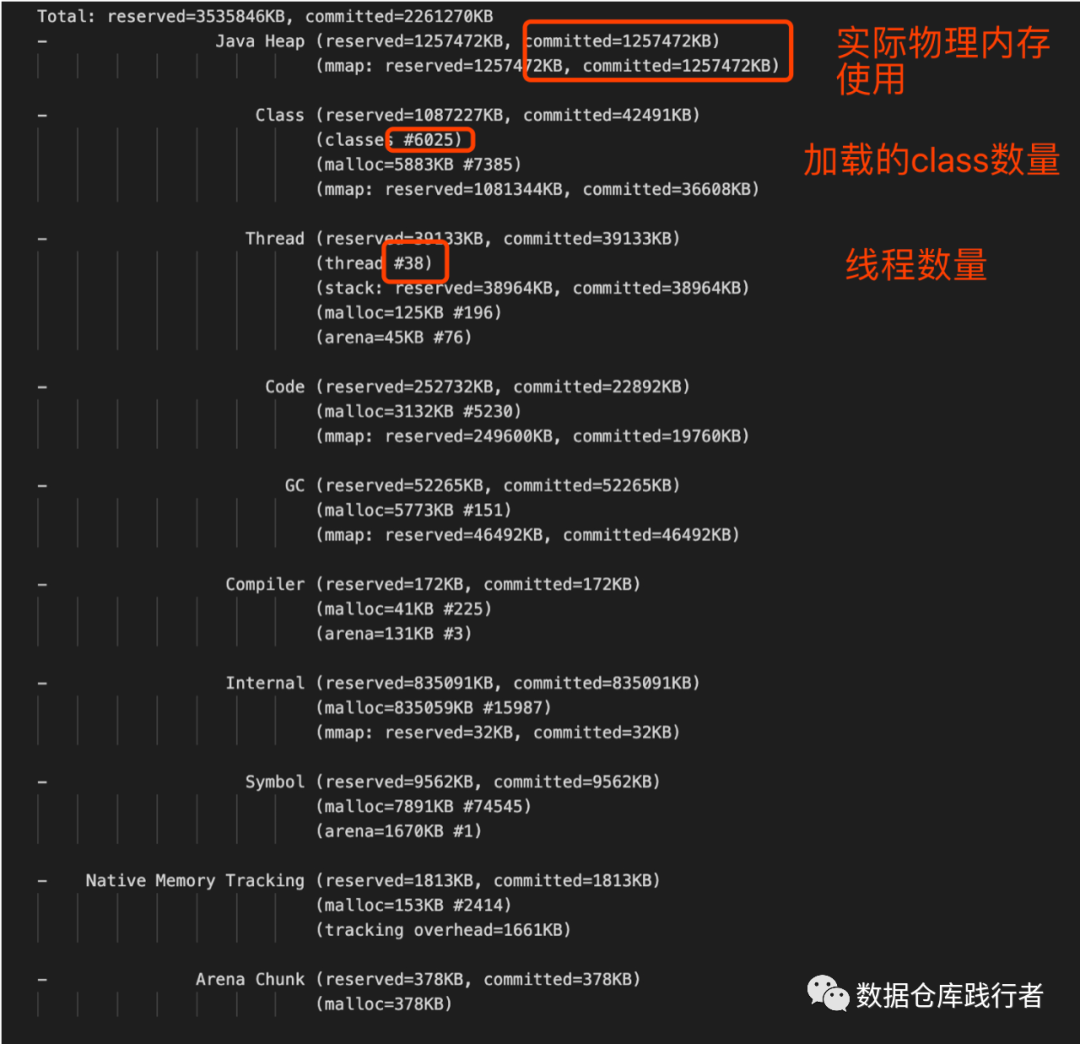 Total: reserved=3535846KB, committed=2261270KB
- Java Heap (reserved=1257472KB, committed=1257472KB)
(mmap: reserved=1257472KB, committed=1257472KB)
实际物理内存
使用
- Class (reserved=1087227KB, committed=42491KB)
(classes #6025)
(malloc=5883KB #7385)
(mmap: reserved=1081344KB, committed=36608KB)
加载的class数量
- Thread (reserved=39133KB, committed=39133KB)
(thread #38)
(stack: reserved=38964KB, committed=38964KB)
(malloc=125KB #196)
(arena=45KB #76)
线程数量
- Code (reserved=252732KB, committed=22892KB)
(malloc=3132KB #5230)
(mmap: reserved=249600KB, committed=19760KB)
- GC (reserved=52265KB, committed=52265KB)
(malloc=5773KB #151)
(mmap: reserved=46492KB, committed=46492KB)
- Compiler (reserved=172KB, committed=172KB)
(malloc=41KB #225)
(arena=131KB #3)
- Internal (reserved=835091KB, committed=835091KB)
(malloc=835059KB #15987)
(mmap: reserved=32KB, committed=32KB)
- Symbol (reserved=9562KB, committed=9562KB)
(malloc=7891KB #74545)
(arena=1670KB #1)
- Native Memory Tracking (reserved=1813KB, committed=1813KB)
(malloc=153KB #2414)
(tracking overhead=1661KB)
- Arena Chunk (reserved=378KB, committed=378KB)
(malloc=378KB)
数据仓库践行者